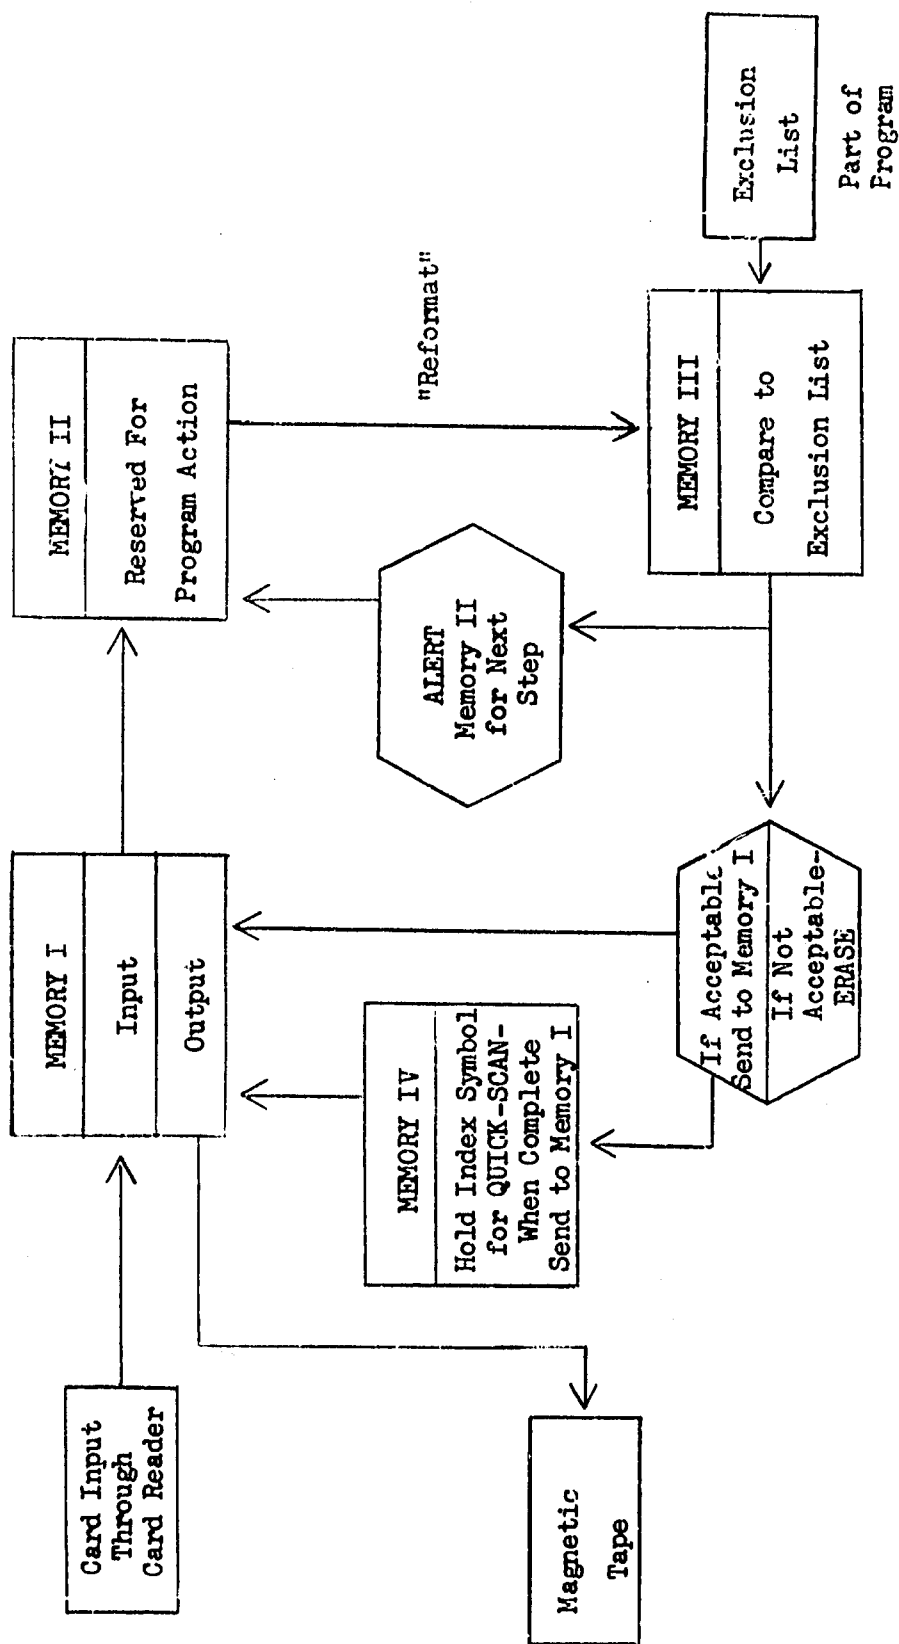 Card Input
Through
Card Reader
MEMORY I
Input
Output
MEMORY II
Reserved For
Program Action
Magnetic
Tape
MEMORY IV
Hold Index Symbol
for QUICK-SCAN-
When Complete
Send to Memory I
ALERT
Memory II
for Next
Step
"Reformat"
If Acceptable
Send to Memory I
If Not
Acceptable-
ERASE
MEMORY III
Compare to
Exclusion List
Exclusion
List
Part of
Program